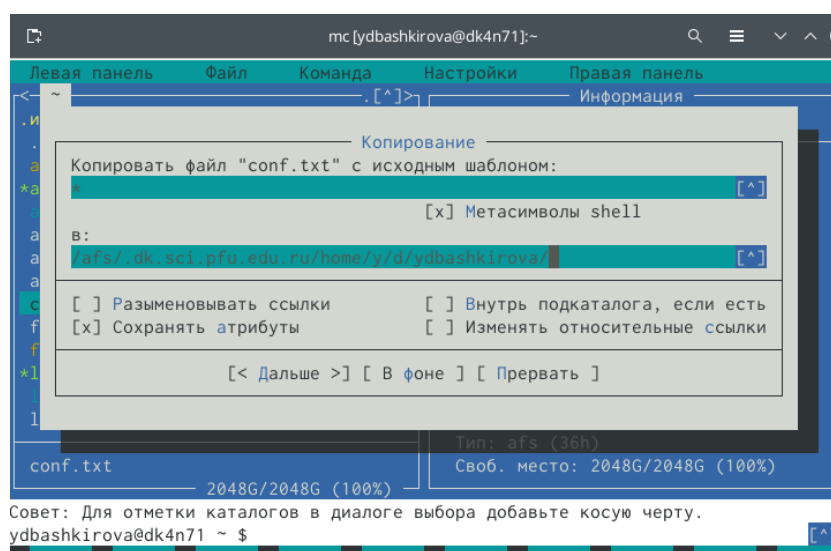 mc [ydbashkirova@dk4n71]:~
Левая панель Файл Команда Настройки Правая панель
<— ~ .[^]> Информация
.и
Копирование
Копировать файл "conf.txt" с исходным шаблоном:
* [^]
[x] Метасимволы shell
в:
/afs/.dk.sci.pfu.edu.ru/home/y/d/ydbashkirova/ [^]
[ ] Разыменовывать ссылки [ ] Внутрь подкаталога, если есть
[x] Сохранять атрибуты [ ] Изменять относительные ссылки
[< Дальше >] [ В фоне ] [ Прервать ]
Тип: afs (36h)
conf.txt Своб. место: 2048G/2048G (100%)
2048G/2048G (100%)
Совет: Для отметки каталогов в диалоге выбора добавьте косую черту.
ydbashkirova@dk4n71 ~ $ [^